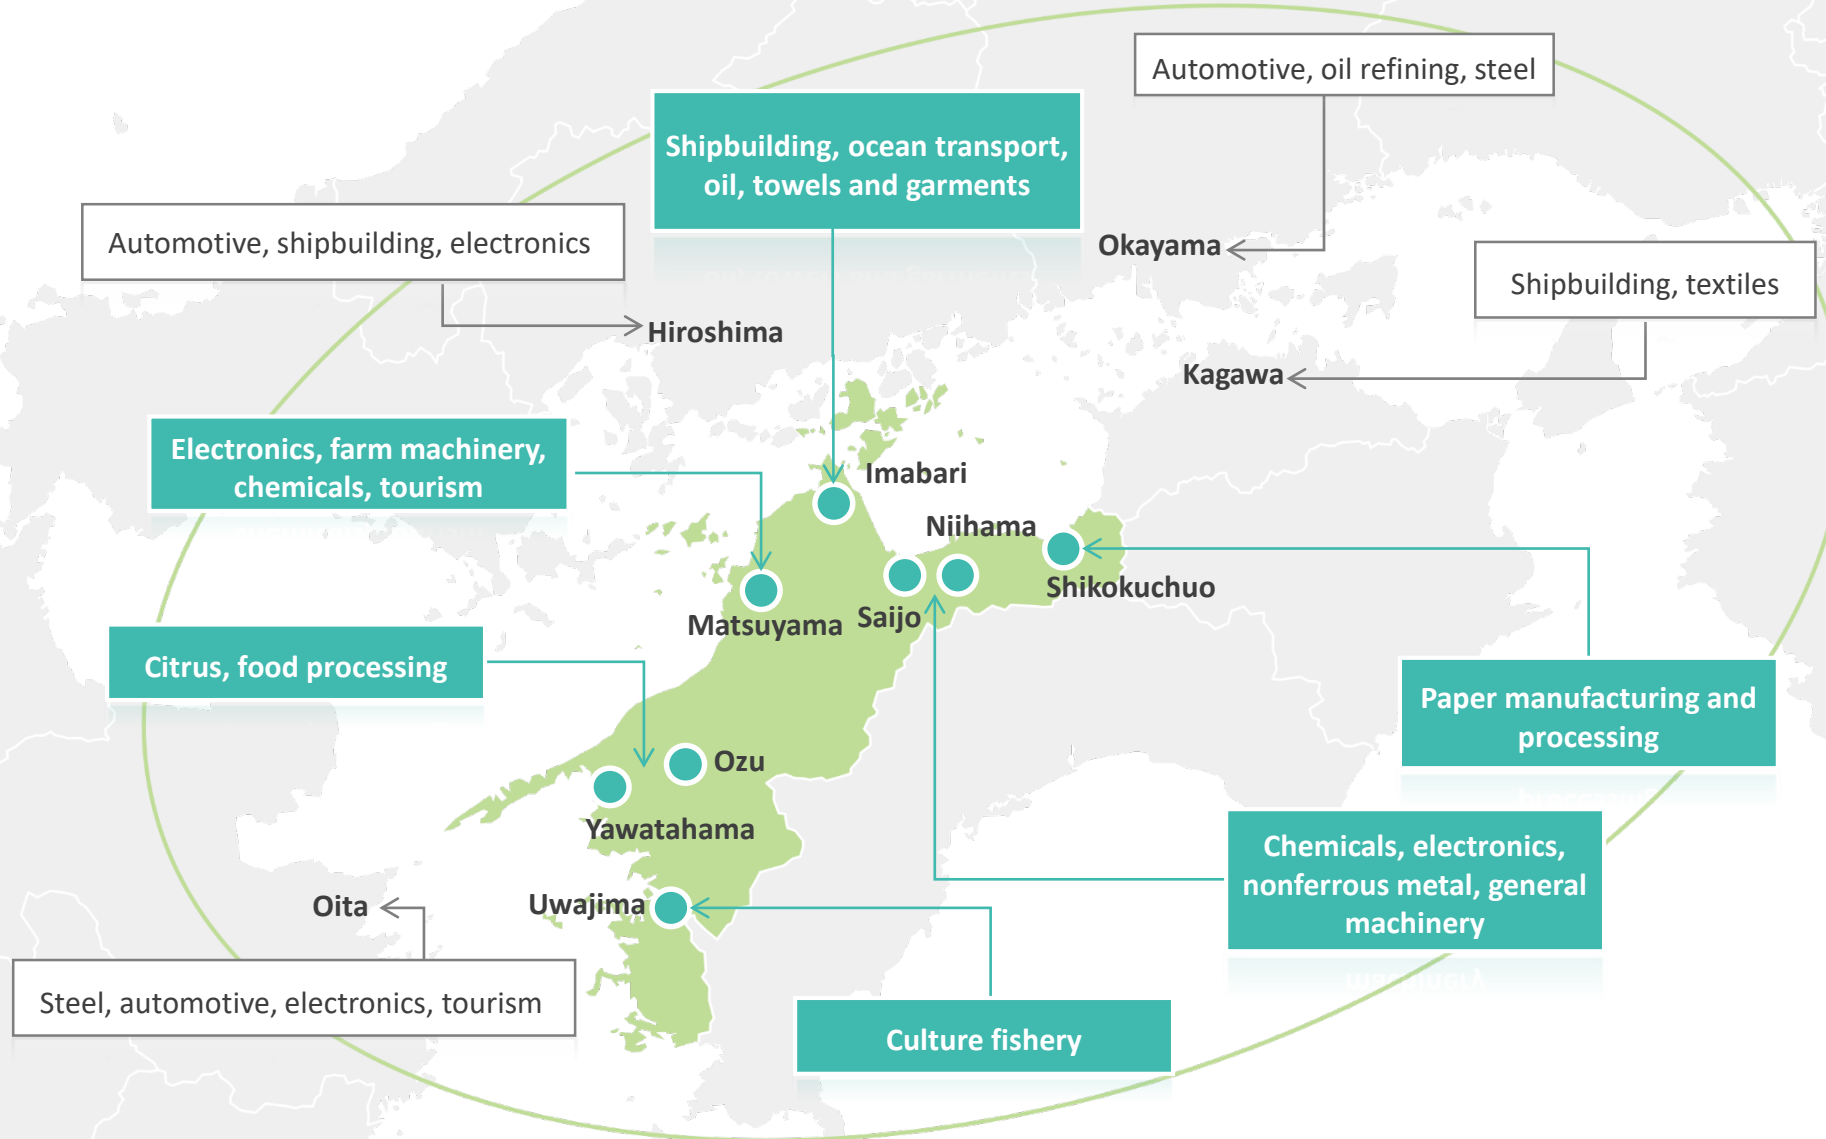 Automotive, oil refining, steel
Shipbuilding, ocean transport,
oil, towels and garments
Automotive, shipbuilding, electronics
Okayama
Shipbuilding, textiles
Hiroshima
Kagawa
Electronics, farm machinery,
chemicals, tourism
Imabari
Niihama
Shikokuchuo
Matsuyama
Saijo
Citrus, food processing
Paper manufacturing and
processing
Ozu
Yawatahama
Chemicals, electronics,
nonferrous metal, general
machinery
Oita
Uwajima
Steel, automotive, electronics, tourism
Culture fishery